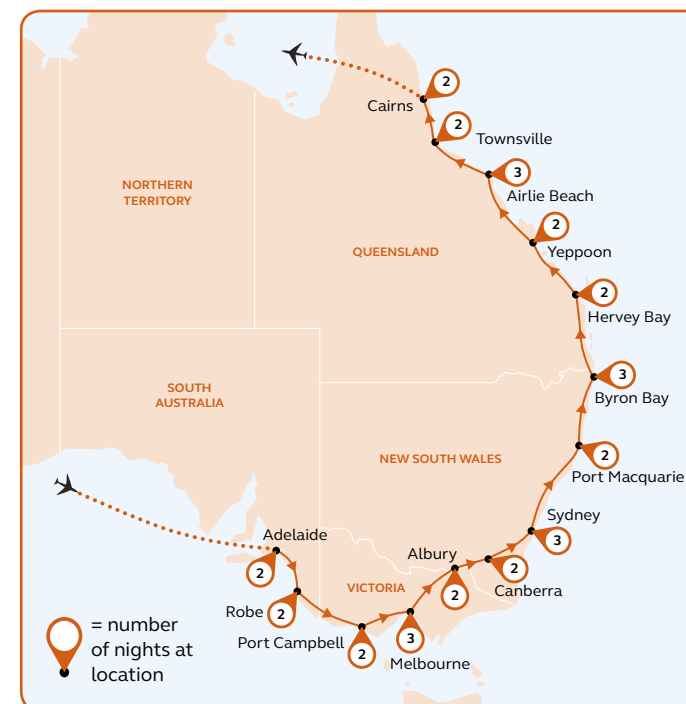 2
Cairns
2
Townsville
3
Airlie Beach
NORTHERN
TERRITORY
2
Yeppoon
QUEENSLAND
2
Hervey Bay
SOUTH
AUSTRALIA
3
Byron Bay
NEW SOUTH WALES
2
Port Macquarie
Sydney
3
Adelaide
2
Albury
2
Canberra
2
VICTORIA
Robe
2
Port Campbell
2
3
Melbourne
= number
of nights at
location